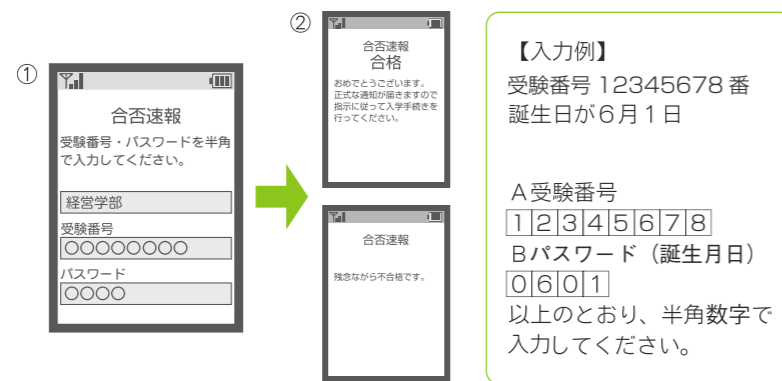 ①
合否速報
受験番号・パスワードを半角
で入力してください。
経営学部
受験番号
○○○○○○○○
パスワード
○○○○
②
合否速報
合格
おめでとうございます。
正式な通知が届きますので
指示に従って入学手続きを
行ってください。
合否速報
残念ながら不合格です。
【入力例】
受験番号 12345678 番
誕生日が6月1日
A受験番号
12345678
Bパスワード（誕生月日）
0601
以上のとおり、半角数字で
入力してください。